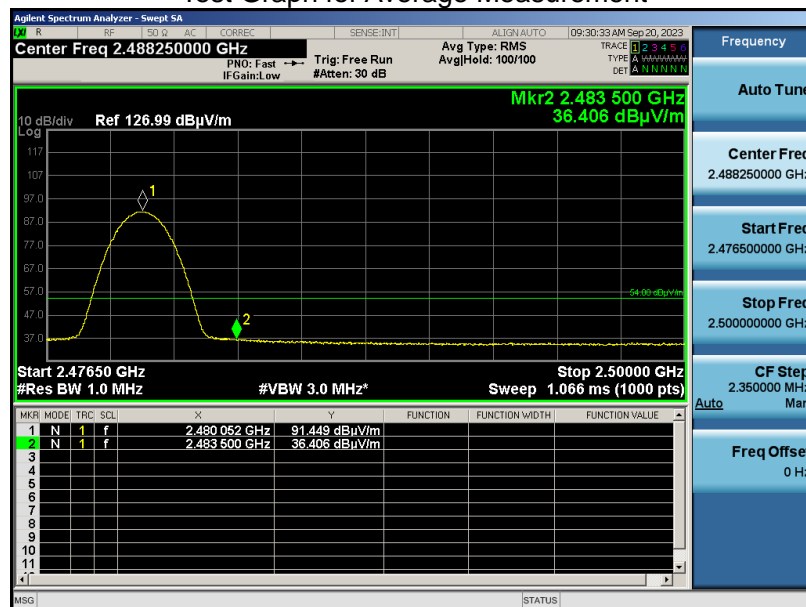 Test Graph for Average Measurement
Agilent Spectrum Analyzer - Swept SA
LXI R RF 50 Ω AC CORREC SENSE:INT ALIGN AUTO 09:30:33 AM Sep 20, 2023
Center Freq 2.488250000 GHz
PNO: Fast
IFGain:Low
Trig: Free Run
#Atten: 30 dB
Avg Type: RMS
Avg|Hold: 100/100
TRACE 1 2 3 4 5 6
TYPE A
DET A N N N N N
Mkr2 2.483 500 GHz
36.406 dBµV/m
10 dB/div Ref 126.99 dBµV/m
Log
117
107
97.0
87.0
77.0
67.0
57.0
47.0
37.0
1
2
54.00 dBµV/m
Start 2.47650 GHz Stop 2.50000 GHz
#Res BW 1.0 MHz #VBW 3.0 MHz* Sweep 1.066 ms (1000 pts)
MKR MODE TRC SCL X Y FUNCTION FUNCTION WIDTH FUNCTION VALUE
1 N 1 f 2.480 052 GHz 91.449 dBµV/m
2 N 1 f 2.483 500 GHz 36.406 dBµV/m
3
4
5
6
7
8
9
10
11
MSG STATUS
Frequency
Auto Tune
Center Freq
2.488250000 GHz
Start Freq
2.476500000 GHz
Stop Freq
2.500000000 GHz
CF Step
2.350000 MHz
Auto Man
Freq Offset
0 Hz